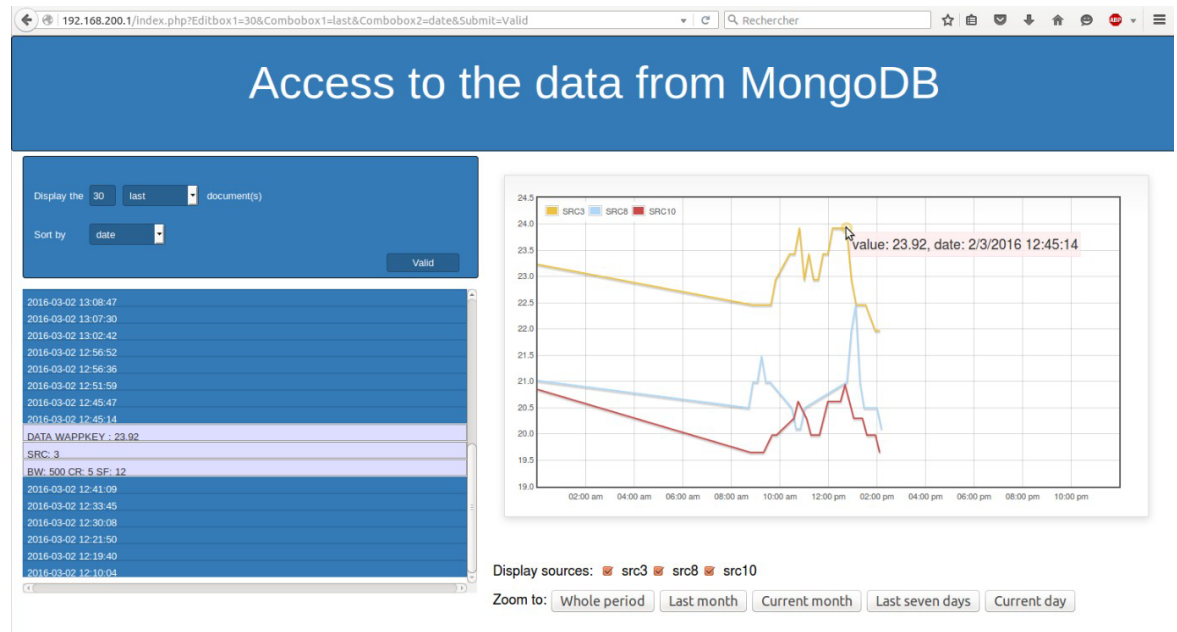 192.168.200.1/index.php?Editbox1=30&Combobox1=last&Combobox2=date&Submit=Valid
Rechercher
ABP
Access to the data from MongoDB
Display the 30 last document(s)
Sort by date
Valid
2016-03-02 13:08:47
2016-03-02 13:07:30
2016-03-02 13:02:42
2016-03-02 12:56:52
2016-03-02 12:56:36
2016-03-02 12:51:59
2016-03-02 12:45:47
2016-03-02 12:45:14
DATA WAPPKEY : 23.92
SRC: 3
BW: 500 CR: 5 SF: 12
2016-03-02 12:41:09
2016-03-02 12:33:45
2016-03-02 12:30:08
2016-03-02 12:21:50
2016-03-02 12:19:40
2016-03-02 12:10:04
SRC3 SRC8 SRC10
value: 23.92, date: 2/3/2016 12:45:14
24.5
24.0
23.5
23.0
22.5
22.0
21.5
21.0
20.5
20.0
19.5
19.0
02:00 am 04:00 am 06:00 am 08:00 am 10:00 am 12:00 pm 02:00 pm 04:00 pm 06:00 pm 08:00 pm 10:00 pm
Display sources: src3 src8 src10
Zoom to: Whole period Last month Current month Last seven days Current day